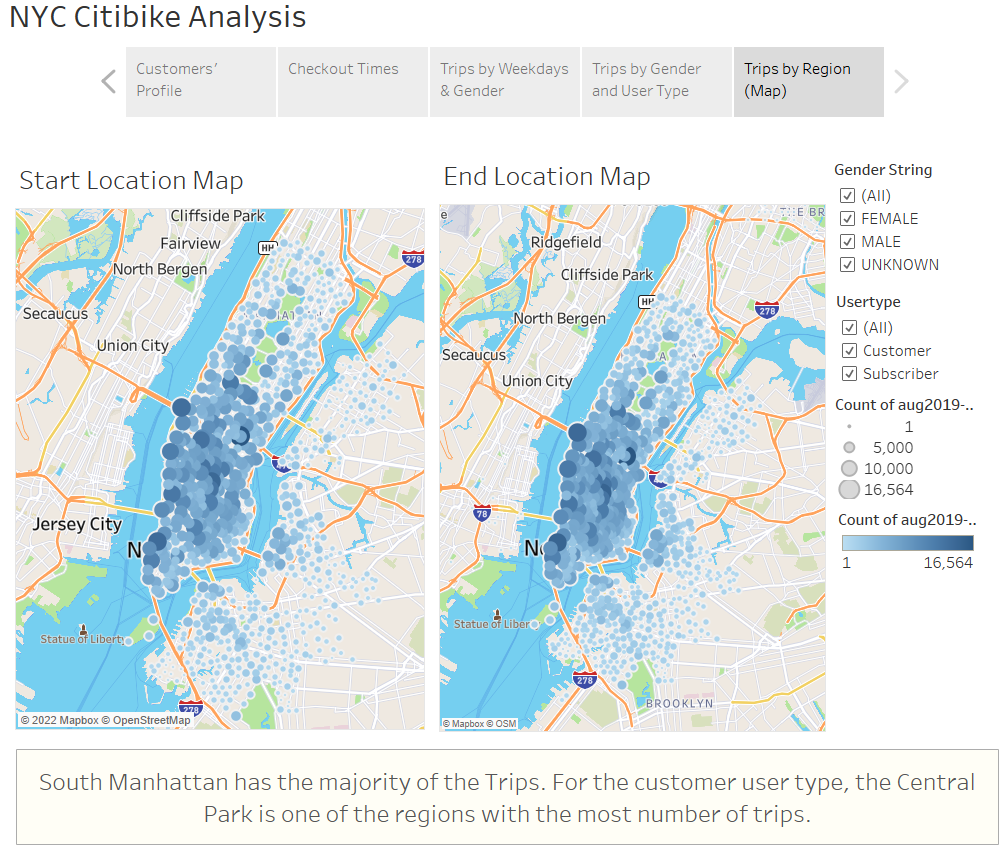 NYC Citibike Analysis
Customers’
Profile
Checkout Times
Trips by Weekdays
& Gender
Trips by Gender
and User Type
Trips by Region
(Map)
Start Location Map
Cliffside Park
Fairview
HH
North Bergen
278
Secaucus
Union City
Jersey City
N
Statue of Liberty
278
© 2022 Mapbox © OpenStreetMap
End Location Map
e
Ridgefield
Cliffside Park
HH
278
North Bergen
Secaucus
Union City
78
Statue of Liber
278
BROOKLYN
© Mapbox © OSM
Gender String
(All)
FEMALE
MALE
UNKNOWN
Usertype
(All)
Customer
Subscriber
Count of aug2019-..
1
5,000
10,000
16,564
Count of aug2019-..
1
16,564
South Manhattan has the majority of the Trips. For the customer user type, the Central
Park is one of the regions with the most number of trips.